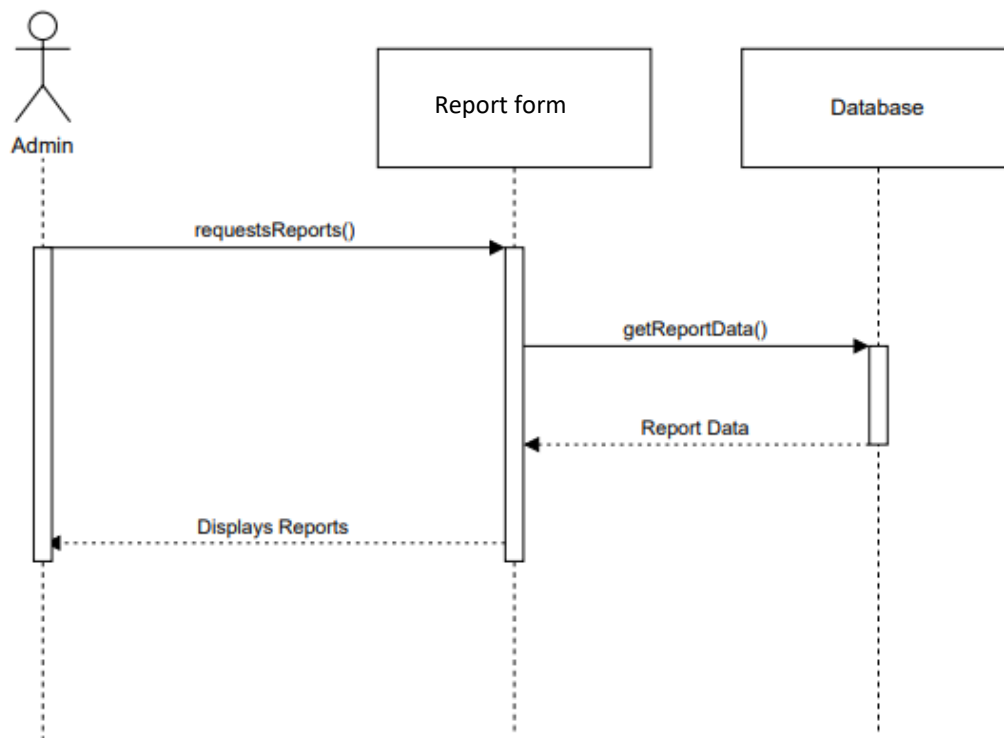 Admin
Report form
Database
requestsReports()
getReportData()
Report Data
Displays Reports